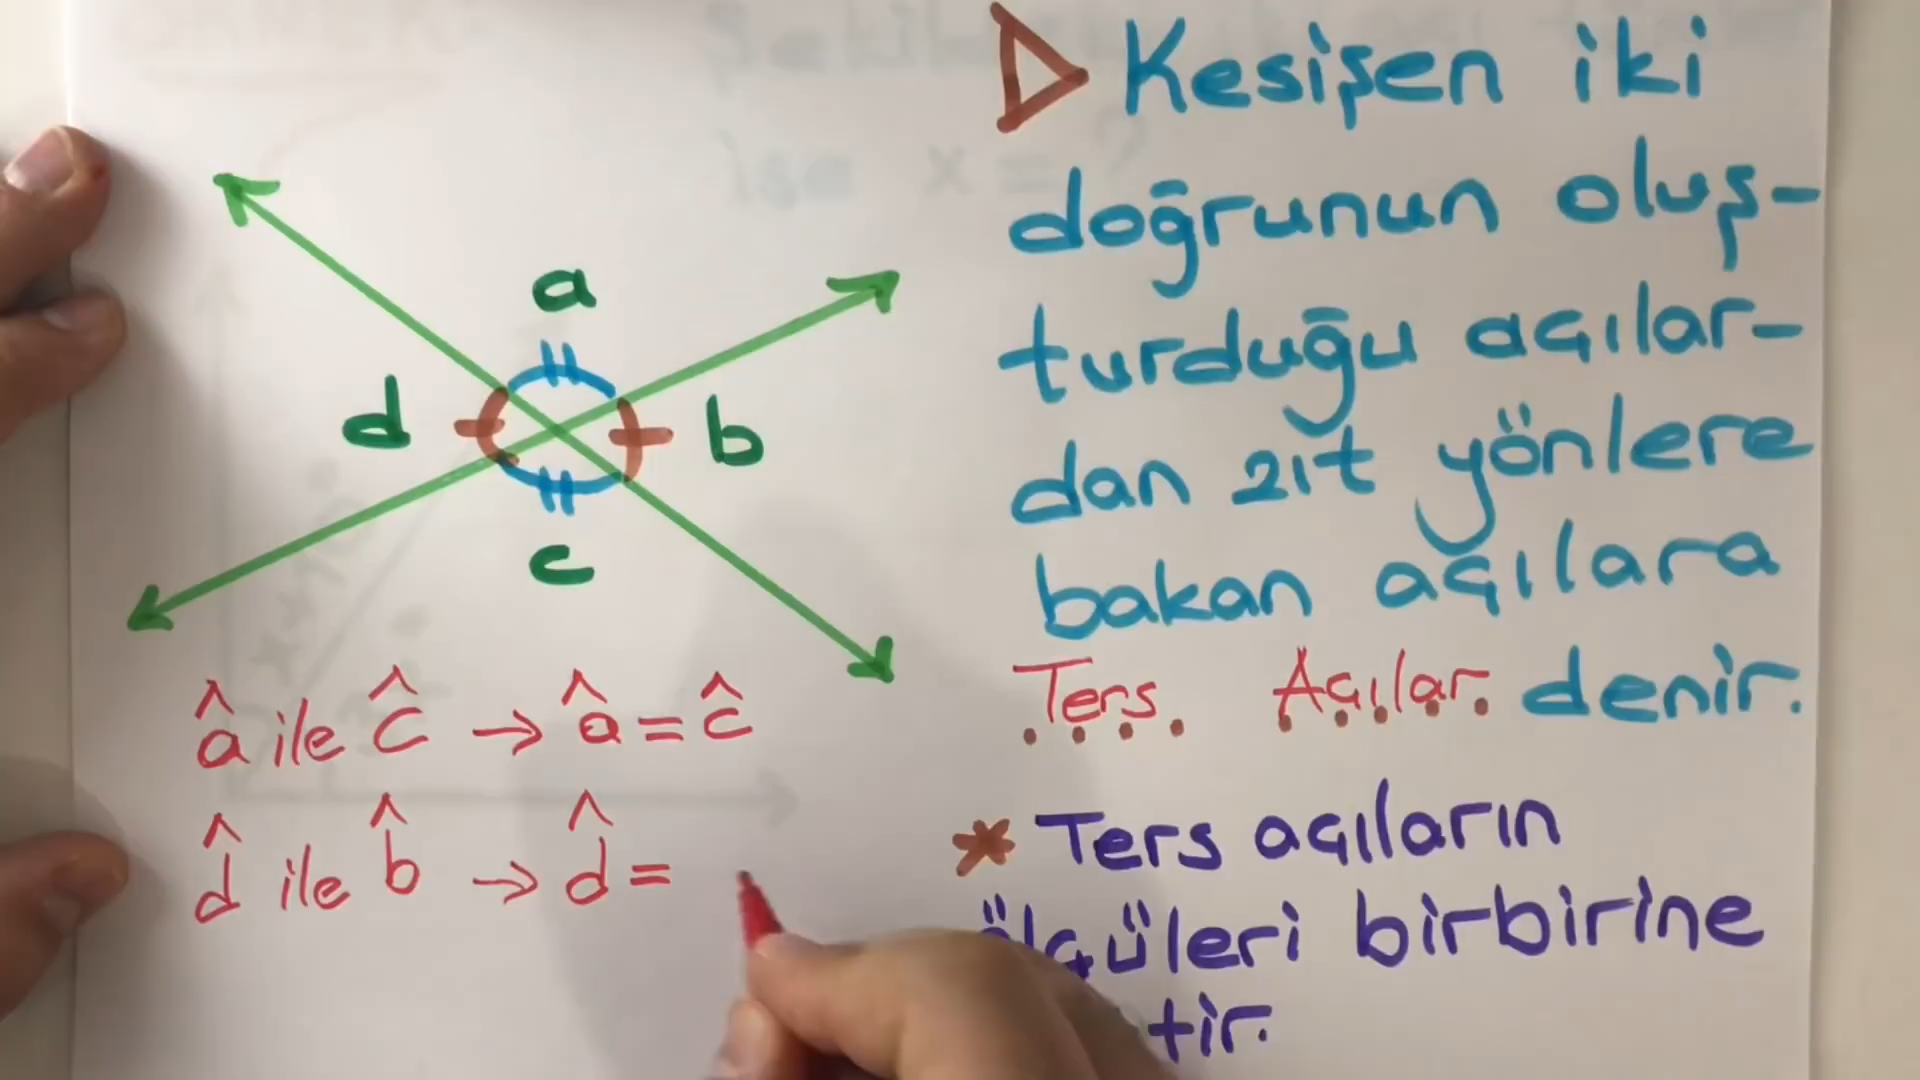 a
d
b
c
â ile ĉ → â = ĉ
d̂ ile b̂ → d̂ =
Kesişen iki
doğrunun oluş-
turduğu açılar-
dan zıt yönlere
bakan açılara
Ters Açılar denir.
* Ters açıların
birbirine